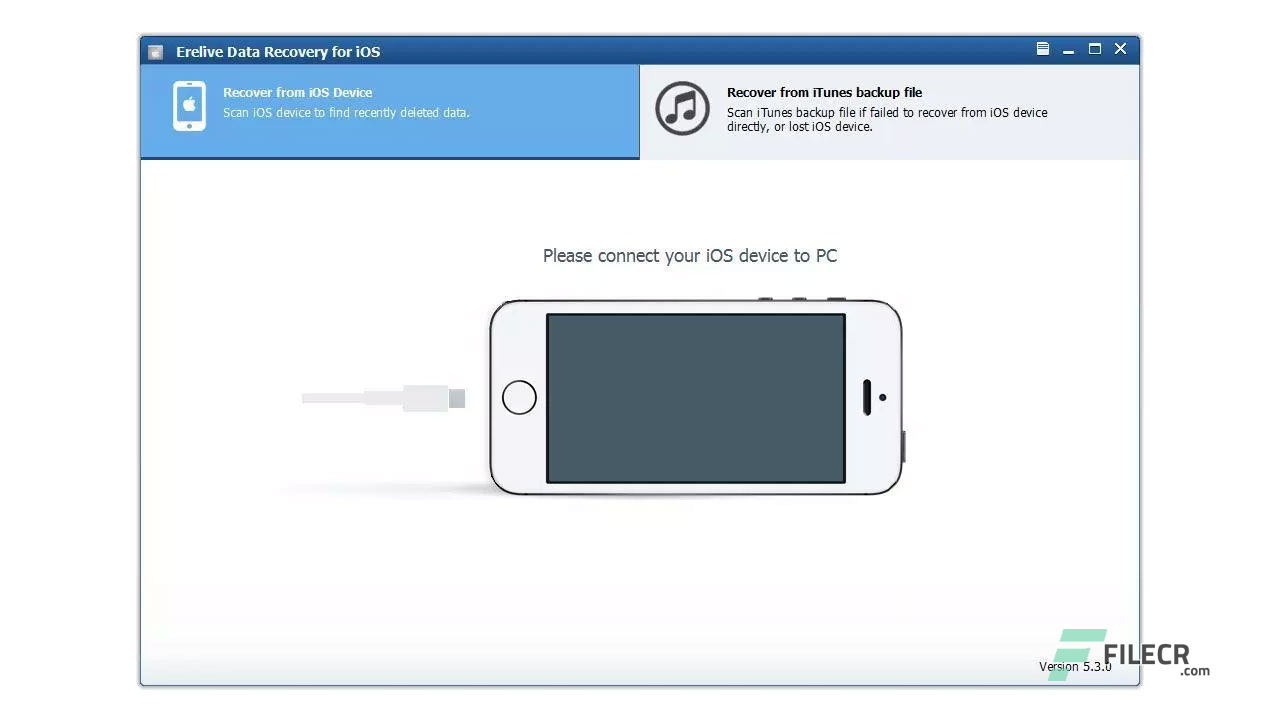 Erelive Data Recovery for iOS
Recover from iOS Device
Scan iOS device to find recently deleted data.
Recover from iTunes backup file
Scan iTunes backup file if failed to recover from iOS device
directly, or lost iOS device.
Please connect your iOS device to PC
Version 5.3.0
FILECR
.com